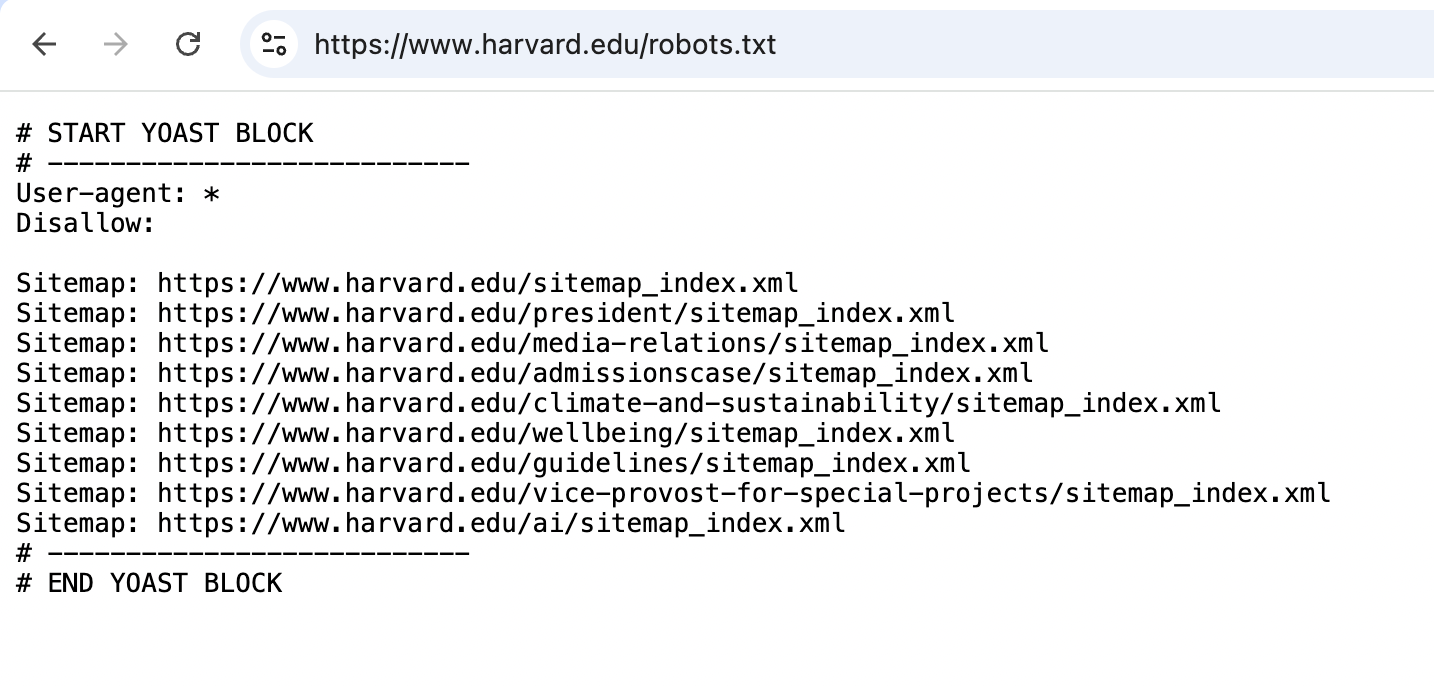 https://www.harvard.edu/robots.txt
# START YOAST BLOCK
# ---------------------------
User-agent: *
Disallow:
Sitemap: https://www.harvard.edu/sitemap_index.xml
Sitemap: https://www.harvard.edu/president/sitemap_index.xml
Sitemap: https://www.harvard.edu/media-relations/sitemap_index.xml
Sitemap: https://www.harvard.edu/admissionscase/sitemap_index.xml
Sitemap: https://www.harvard.edu/climate-and-sustainability/sitemap_index.xml
Sitemap: https://www.harvard.edu/wellbeing/sitemap_index.xml
Sitemap: https://www.harvard.edu/guidelines/sitemap_index.xml
Sitemap: https://www.harvard.edu/vice-provost-for-special-projects/sitemap_index.xml
Sitemap: https://www.harvard.edu/ai/sitemap_index.xml
# ---------------------------
# END YOAST BLOCK